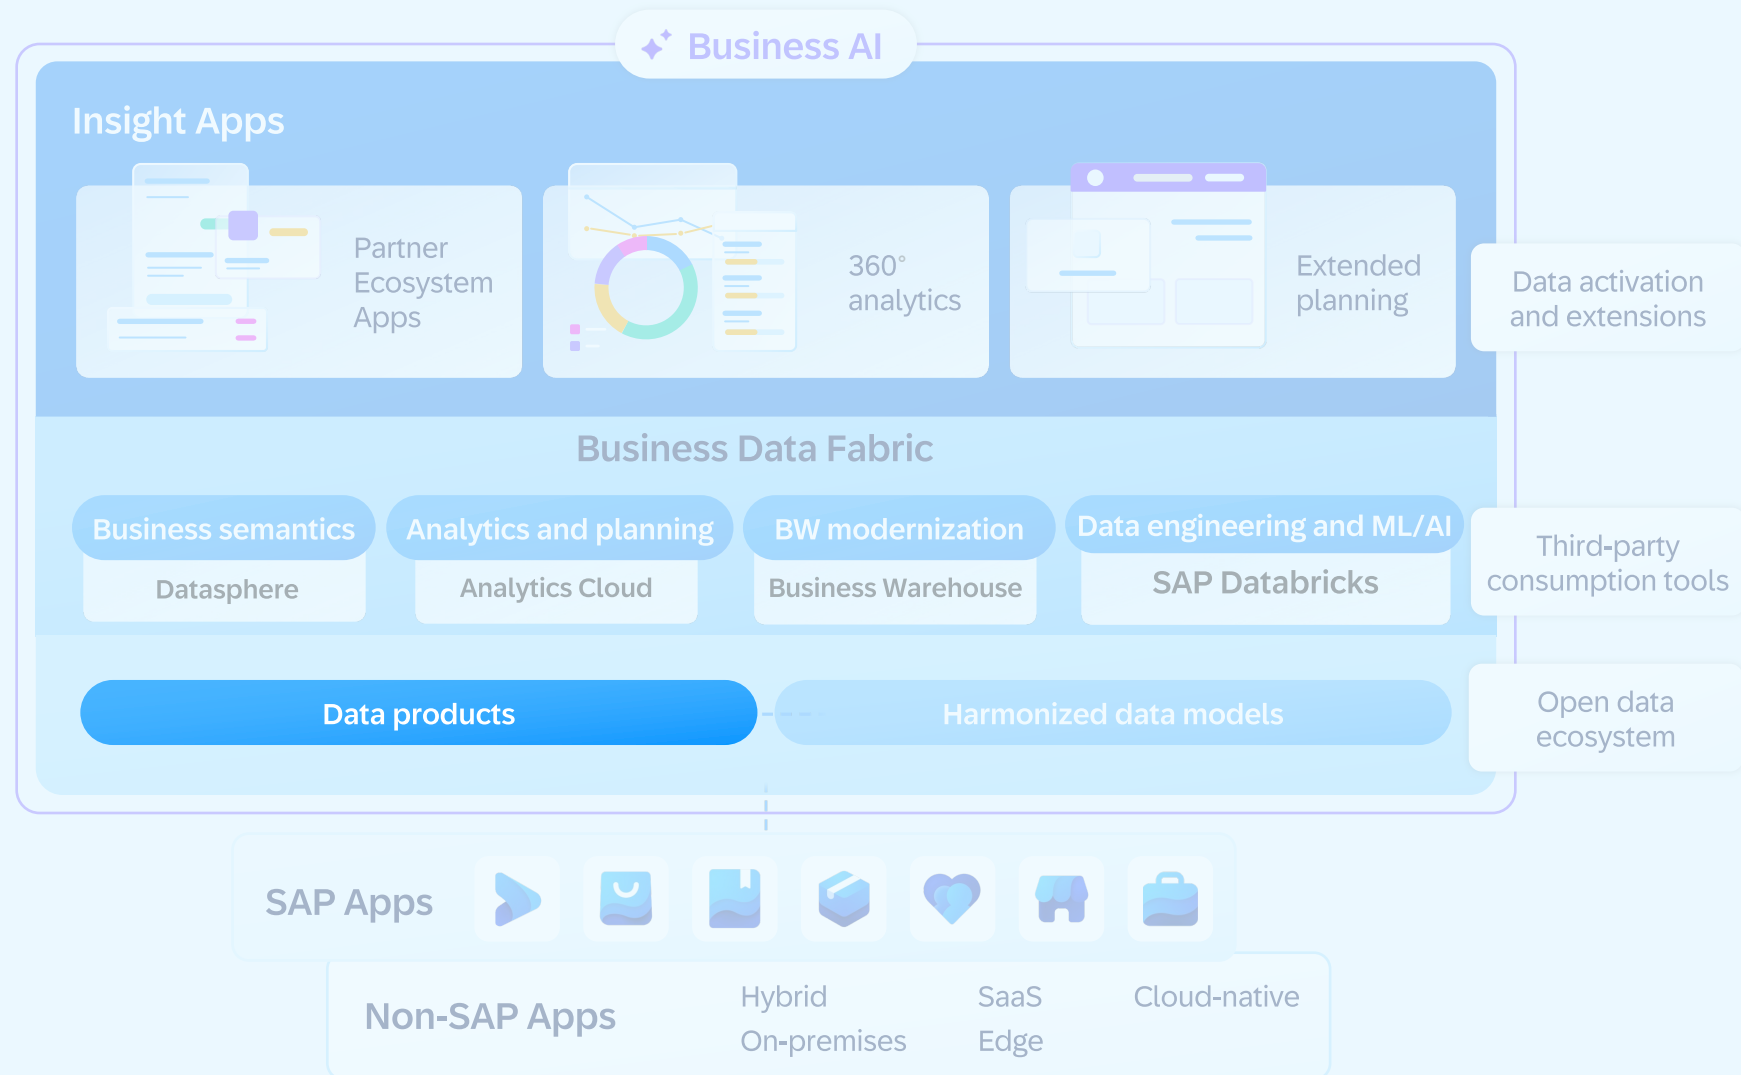 Business AI
Insight Apps
Partner
Ecosystem
Apps
360°
analytics
Extended
planning
Data activation
and extensions
Business Data Fabric
Business semantics
Datasphere
Analytics and planning
Analytics Cloud
BW modernization
Business Warehouse
Data engineering and ML/AI
SAP Databricks
Third-party
consumption tools
Data products
Harmonized data models
Open data
ecosystem
SAP Apps
Non-SAP Apps
Hybrid
SaaS
Cloud-native
On-premises
Edge